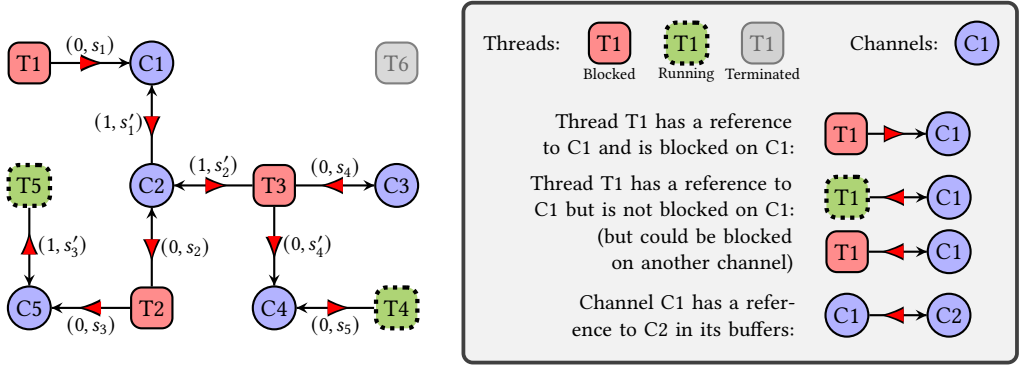 T1 (0, s₁) C1 T6
(1, s₁′)
T5 C2 (1, s₂′) T3 (0, s₄) C3
(1, s₃′) (0, s₂) (0, s₄′)
C5 (0, s₃) T2 C4 (0, s₅) T4
Threads: T1 T1 T1 Channels: C1
Blocked Running Terminated
Thread T1 has a reference
to C1 and is blocked on C1:
T1 C1
Thread T1 has a reference to
C1 but is not blocked on C1:
(but could be blocked
on another channel)
T1 C1
T1 C1
Channel C1 has a refer-
ence to C2 in its buffers:
C1 C2